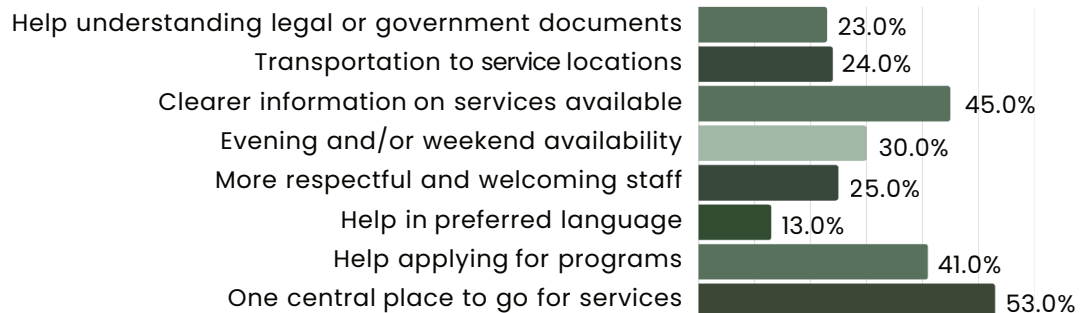 Help understanding legal or government documents 23.0%
Transportation to service locations 24.0%
Clearer information on services available 45.0%
Evening and/or weekend availability 30.0%
More respectful and welcoming staff 25.0%
Help in preferred language 13.0%
Help applying for programs 41.0%
One central place to go for services 53.0%